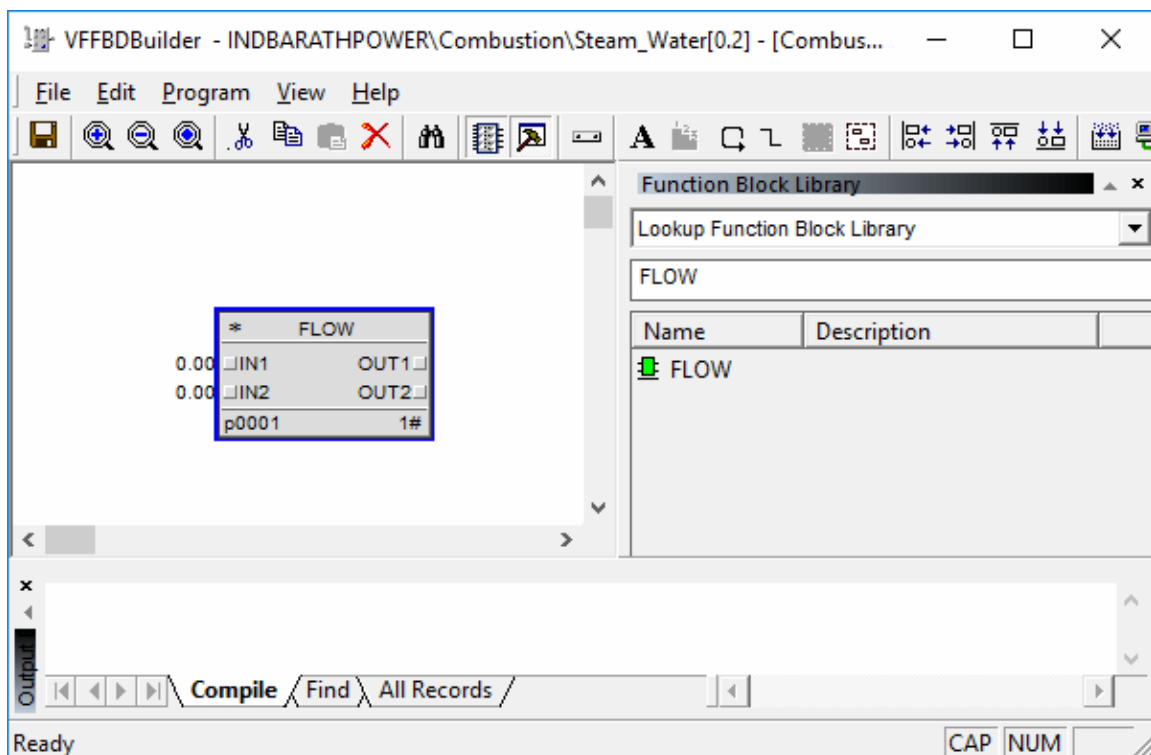 VFFBDBuilder - INDBARATHPOWER\Combustion\Steam_Water[0.2] - [Combus...
File Edit Program View Help
A
Function Block Library
Lookup Function Block Library
FLOW
Name Description
FLOW
* FLOW
0.00 IN1 OUT1
0.00 IN2 OUT2
p0001 1#
Output
Compile Find All Records
Ready CAP NUM